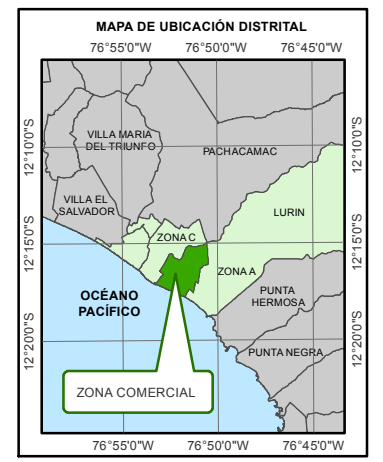 MAPA DE UBICACIÓN DISTRITAL
76°55'0"W 76°50'0"W 76°45'0"W
12°10'0"S
12°10'0"S
VILLA MARIA
DEL TRIUNFO
PACHACAMAC
VILLA EL
SALVADOR
LURIN
12°15'0"S
12°15'0"S
ZONA C
ZONA A
OCÉANO
PACÍFICO
PUNTA
HERMOSA
12°20'0"S
12°20'0"S
PUNTA NEGRA
ZONA COMERCIAL
76°55'0"W 76°50'0"W 76°45'0"W